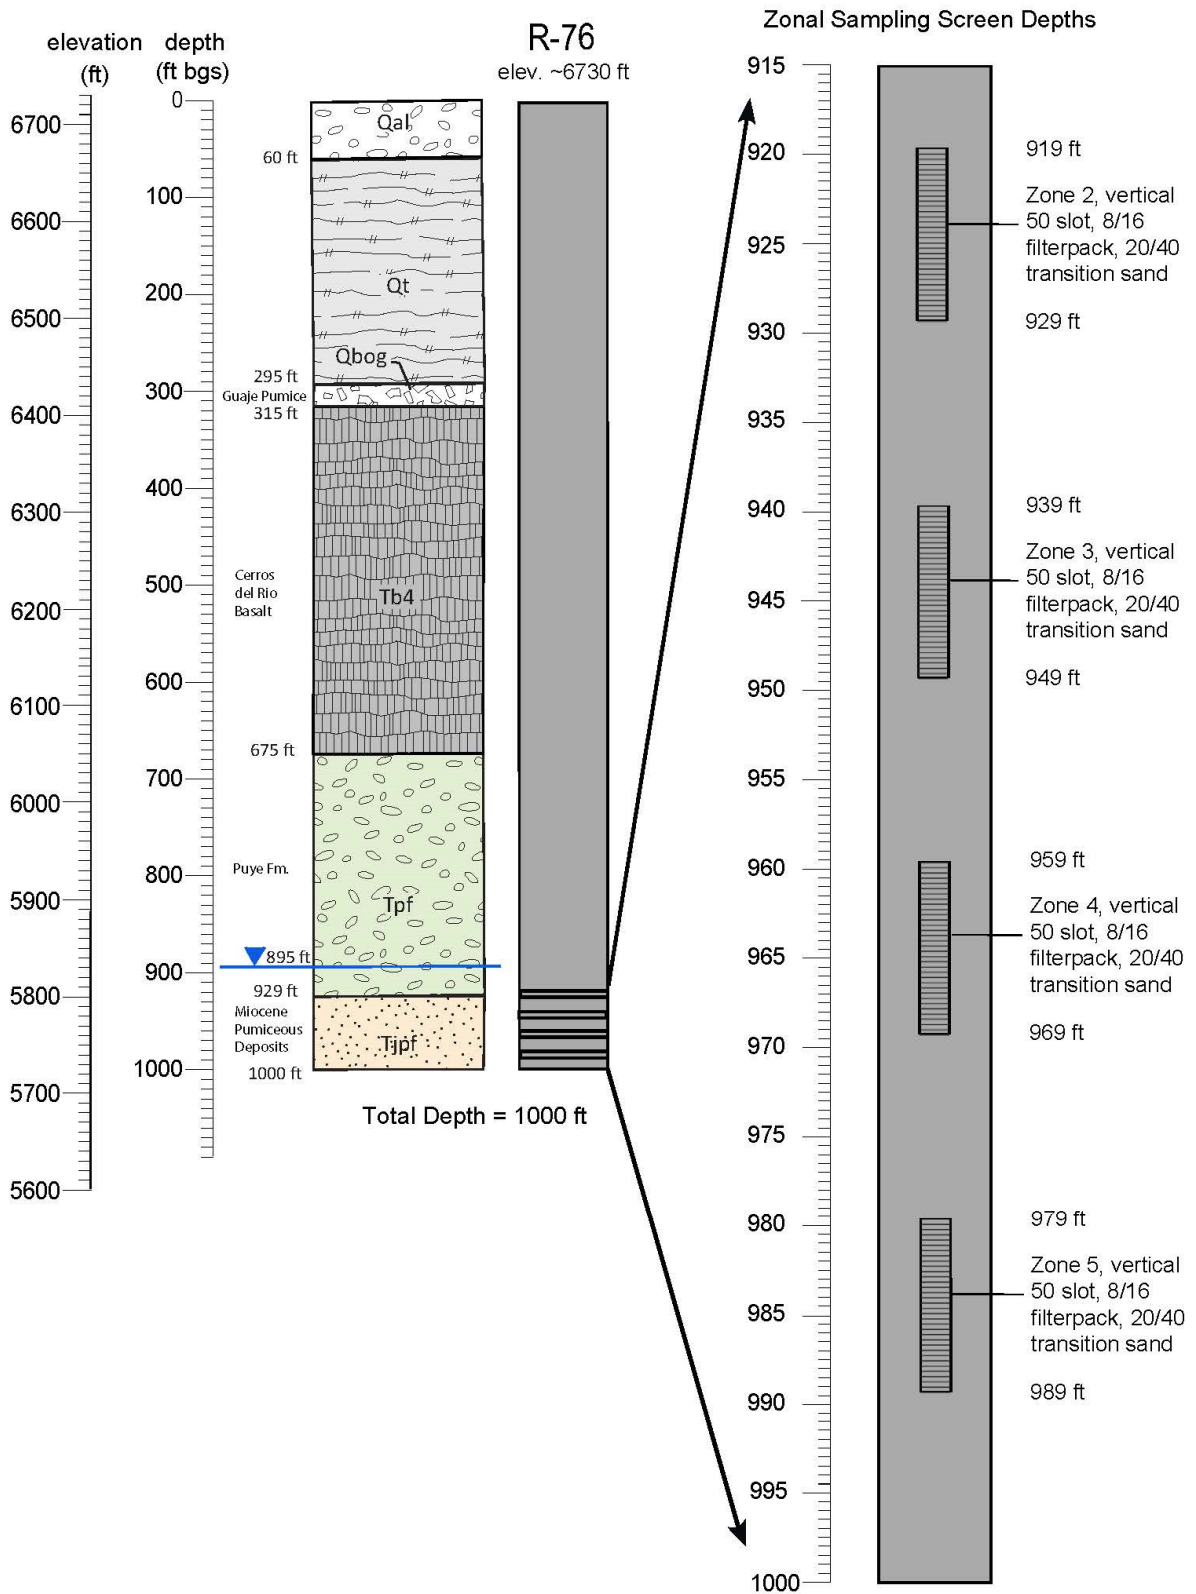 R-76
elev. ~6730 ft
Zonal Sampling Screen Depths
elevation
(ft)
depth
(ft bgs)
6700
6600
6500
6400
6300
6200
6100
6000
5900
5800
5700
5600
0
100
200
300
400
500
600
700
800
900
1000
Qal
60 ft
Qt
Qbog
295 ft
Guaje Pumice
315 ft
Cerros
del Rio
Basalt
Tb4
675 ft
Puye Fm.
Tpf
895 ft
929 ft
Miocene
Pumiceous
Deposits
Tjpf
1000 ft
Total Depth = 1000 ft
915
920
925
930
935
940
945
950
955
960
965
970
975
980
985
990
995
1000
919 ft
Zone 2, vertical
50 slot, 8/16
filterpack, 20/40
transition sand
929 ft
939 ft
Zone 3, vertical
50 slot, 8/16
filterpack, 20/40
transition sand
949 ft
959 ft
Zone 4, vertical
50 slot, 8/16
filterpack, 20/40
transition sand
969 ft
979 ft
Zone 5, vertical
50 slot, 8/16
filterpack, 20/40
transition sand
989 ft